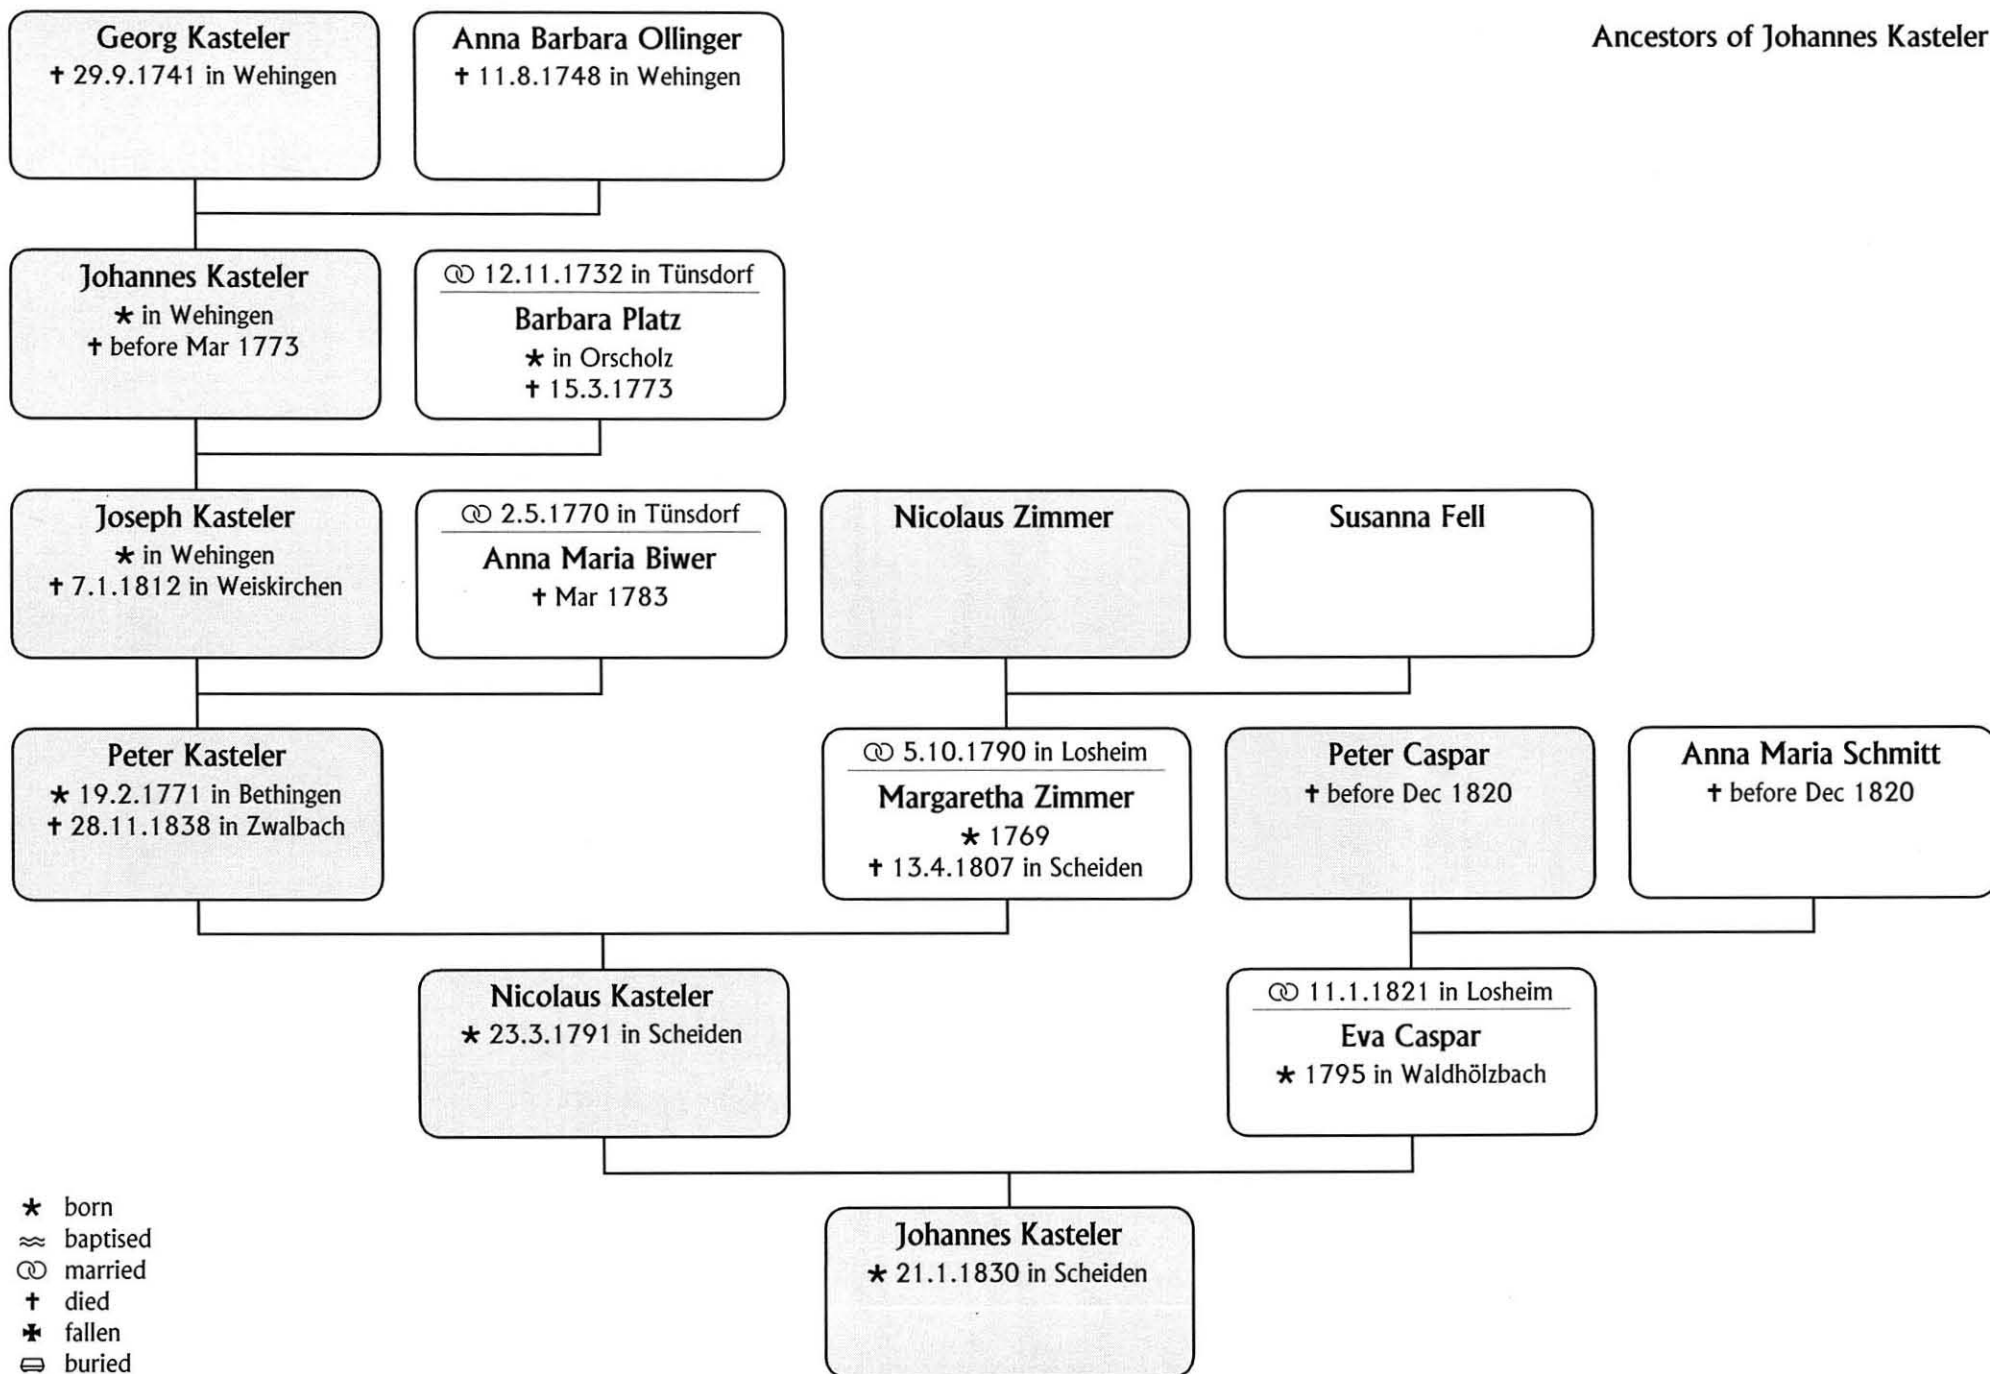 Ancestors of Johannes Kasteler
Georg Kasteler
✝ 29.9.1741 in Wehingen
Anna Barbara Ollinger
✝ 11.8.1748 in Wehingen
Johannes Kasteler
★ in Wehingen
✝ before Mar 1773
⚭ 12.11.1732 in Tünsdorf
Barbara Platz
★ in Orscholz
✝ 15.3.1773
Joseph Kasteler
★ in Wehingen
✝ 7.1.1812 in Weiskirchen
⚭ 2.5.1770 in Tünsdorf
Anna Maria Biwer
✝ Mar 1783
Nicolaus Zimmer
Susanna Fell
Peter Kasteler
★ 19.2.1771 in Bethingen
✝ 28.11.1838 in Zwalbach
⚭ 5.10.1790 in Losheim
Margaretha Zimmer
★ 1769
✝ 13.4.1807 in Scheiden
Peter Caspar
✝ before Dec 1820
Anna Maria Schmitt
✝ before Dec 1820
Nicolaus Kasteler
★ 23.3.1791 in Scheiden
⚭ 11.1.1821 in Losheim
Eva Caspar
★ 1795 in Waldhölzbach
Johannes Kasteler
★ 21.1.1830 in Scheiden
★ born
≈ baptised
⚭ married
✝ died
✠ fallen
⚰ buried